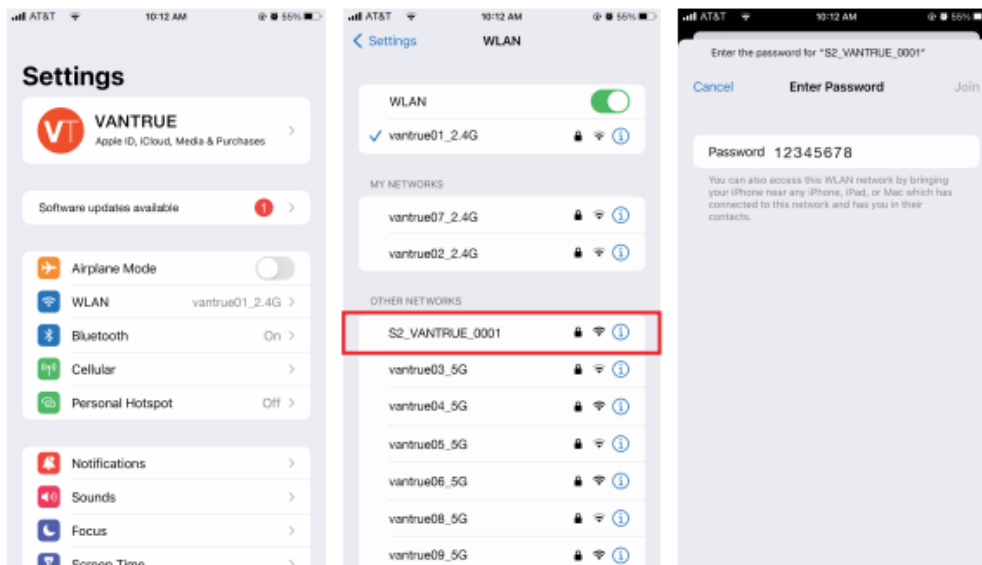 AT&T 10:12 AM 55%
Settings
VT
VANTRUE
Apple ID, iCloud, Media & Purchases
Software updates available 1
Airplane Mode
WLAN vantrue01_2.4G
Bluetooth On
Cellular
Personal Hotspot Off
Notifications
Sounds
Focus
Screen Time
AT&T 10:12 AM 55%
Settings WLAN
WLAN
vantrue01_2.4G
MY NETWORKS
vantrue07_2.4G
vantrue02_2.4G
OTHER NETWORKS
S2_VANTRUE_0001
vantrue03_5G
vantrue04_5G
vantrue05_5G
vantrue06_5G
vantrue08_5G
vantrue09_5G
AT&T 10:12 AM 55%
Enter the password for "S2_VANTRUE_0001"
Cancel Enter Password Join
Password 12345678
You can also access this WLAN network by bringing
your iPhone near any iPhone, iPad, or Mac which has
connected to this network and has you in their
contacts.